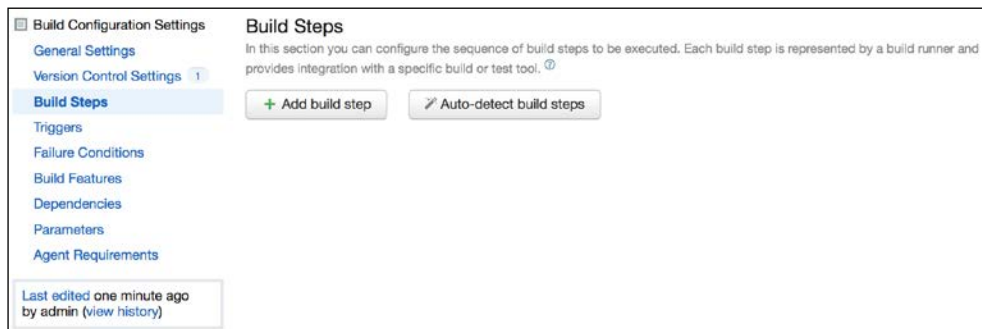 Build Configuration Settings
General Settings
Version Control Settings 1
Build Steps
Triggers
Failure Conditions
Build Features
Dependencies
Parameters
Agent Requirements
Last edited one minute ago
by admin (view history)
Build Steps
In this section you can configure the sequence of build steps to be executed. Each build step is represented by a build runner and
provides integration with a specific build or test tool. ?
+ Add build step
Auto-detect build steps